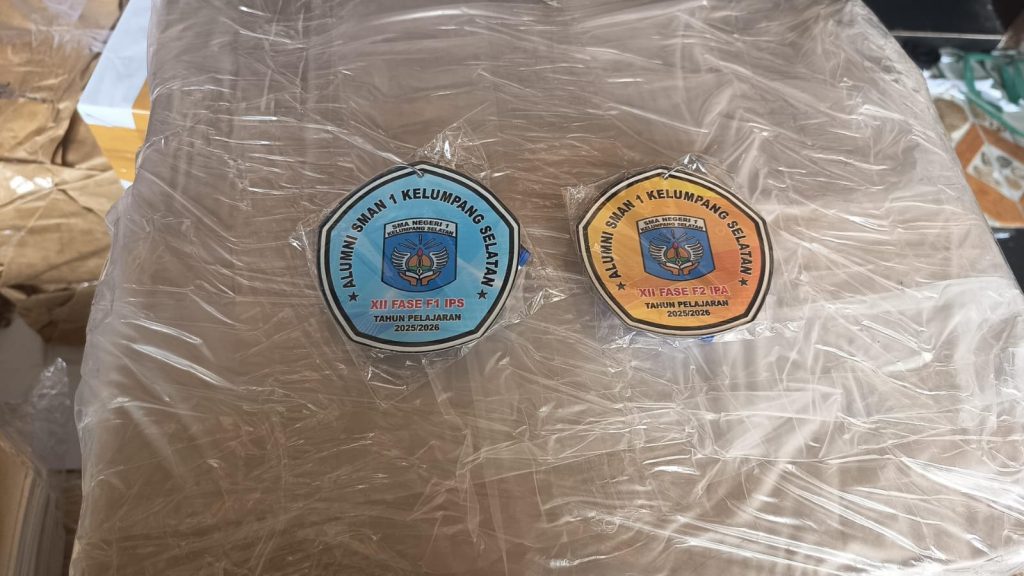 ALUMNI SMAN 1 KELUMPANG SELATAN
SMA NEGERI 1
KELUMPANG SELATAN
XII FASE F1 IPS
TAHUN PELAJARAN
2025/2026
ALUMNI SMAN 1 KELUMPANG SELATAN
SMA NEGERI 1
KELUMPANG SELATAN
XII FASE F2 IPA
TAHUN PELAJARAN
2025/2026